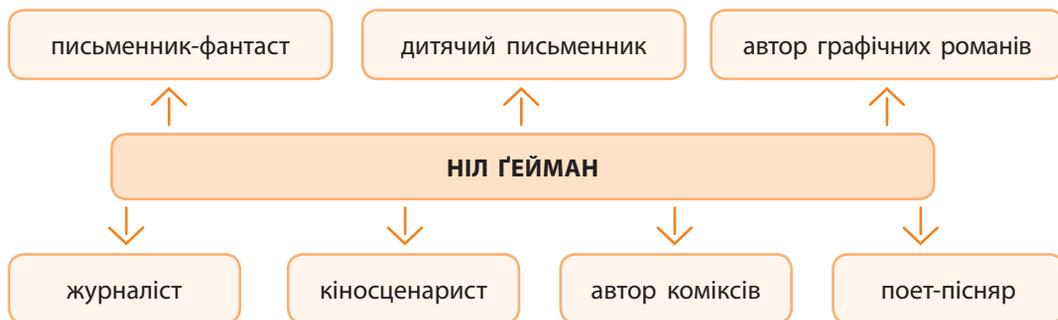 письменник-фантаст
дитячий письменник
автор графічних романів
НІЛ ҐЕЙМАН
журналіст
кіносценарист
автор коміксів
поет-пісняр